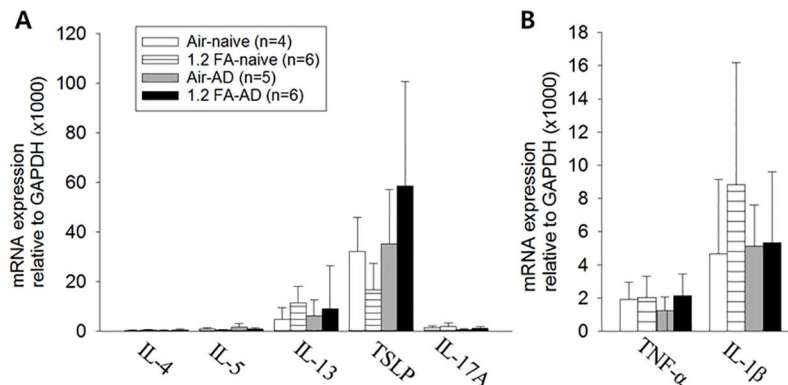 A
mRNA expression
relative to GAPDH (x1000)
120
100
80
60
40
20
0
Air-naive (n=4)
1.2 FA-naive (n=6)
Air-AD (n=5)
1.2 FA-AD (n=6)
IL-4
IL-5
IL-13
TSLP
IL-17A
B
mRNA expression
relative to GAPDH (x1000)
18
16
14
12
10
8
6
4
2
0
TNF-α
IL-1β